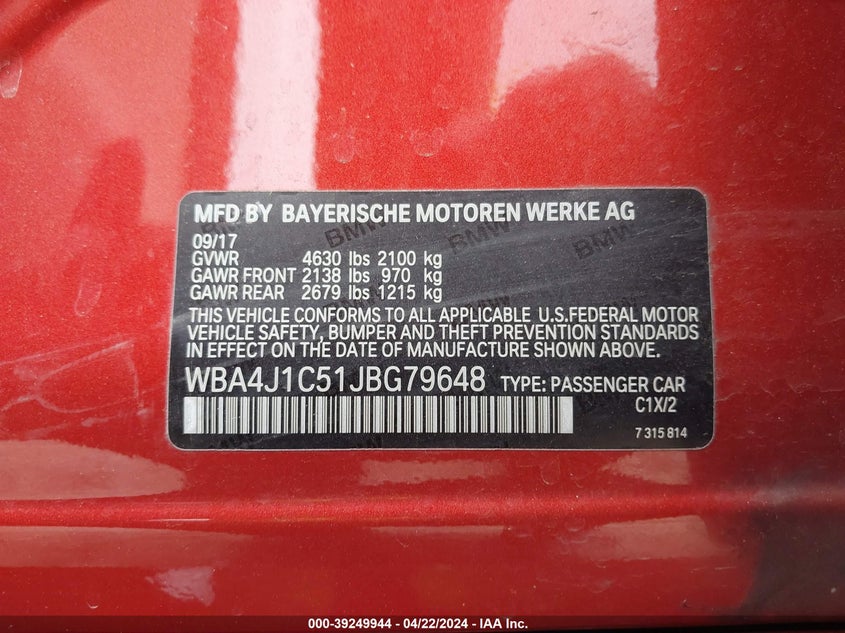 MFD BY BAYERISCHE MOTOREN WERKE AG
09/17
GVWR 4630 lbs 2100 kg
GAWR FRONT 2138 lbs 970 kg
GAWR REAR 2679 lbs 1215 kg
THIS VEHICLE CONFORMS TO ALL APPLICABLE U.S.FEDERAL MOTOR
VEHICLE SAFETY, BUMPER AND THEFT PREVENTION STANDARDS
IN EFFECT ON THE DATE OF MANUFACTURE SHOWN ABOVE.
WBA4J1C51JBG79648 TYPE: PASSENGER CAR
C1X/2
7 315 814
000-39249944 - 04/22/2024 - IAA Inc.